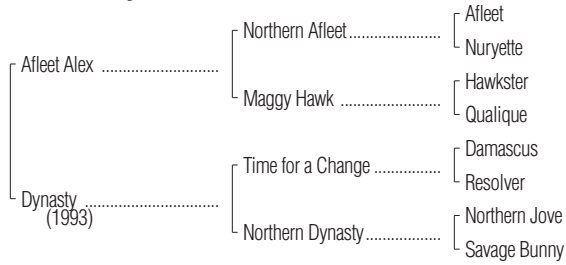 Afleet
Northern Afleet....................
Nuryette
Afleet Alex ..........................
Hawkster
Maggy Hawk ......................
Qualique
Damascus
Time for a Change ...............
Resolver
Dynasty .............................
(1993)
Northern Jove
Northern Dynasty.................
Savage Bunny